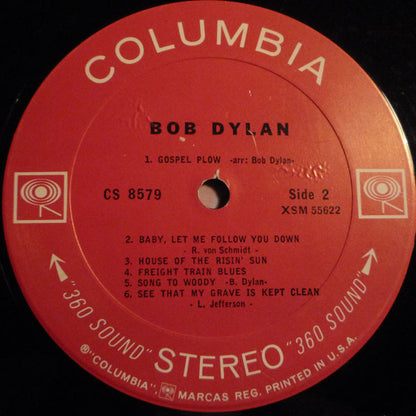 COLUMBIA
BOB DYLAN
1. GOSPEL PLOW -arr: Bob Dylan-
CS 8579
Side 2
XSM 55622
2. BABY, LET ME FOLLOW YOU DOWN
- R. von Schmidt -
3. HOUSE OF THE RISIN' SUN
4. FREIGHT TRAIN BLUES
5. SONG TO WOODY -B. Dylan-
6. SEE THAT MY GRAVE IS KEPT CLEAN
- L. Jefferson -
"360 SOUND" STEREO "360 SOUND"
Ⓡ "COLUMBIA" MARCAS REG. PRINTED IN U.S.A.